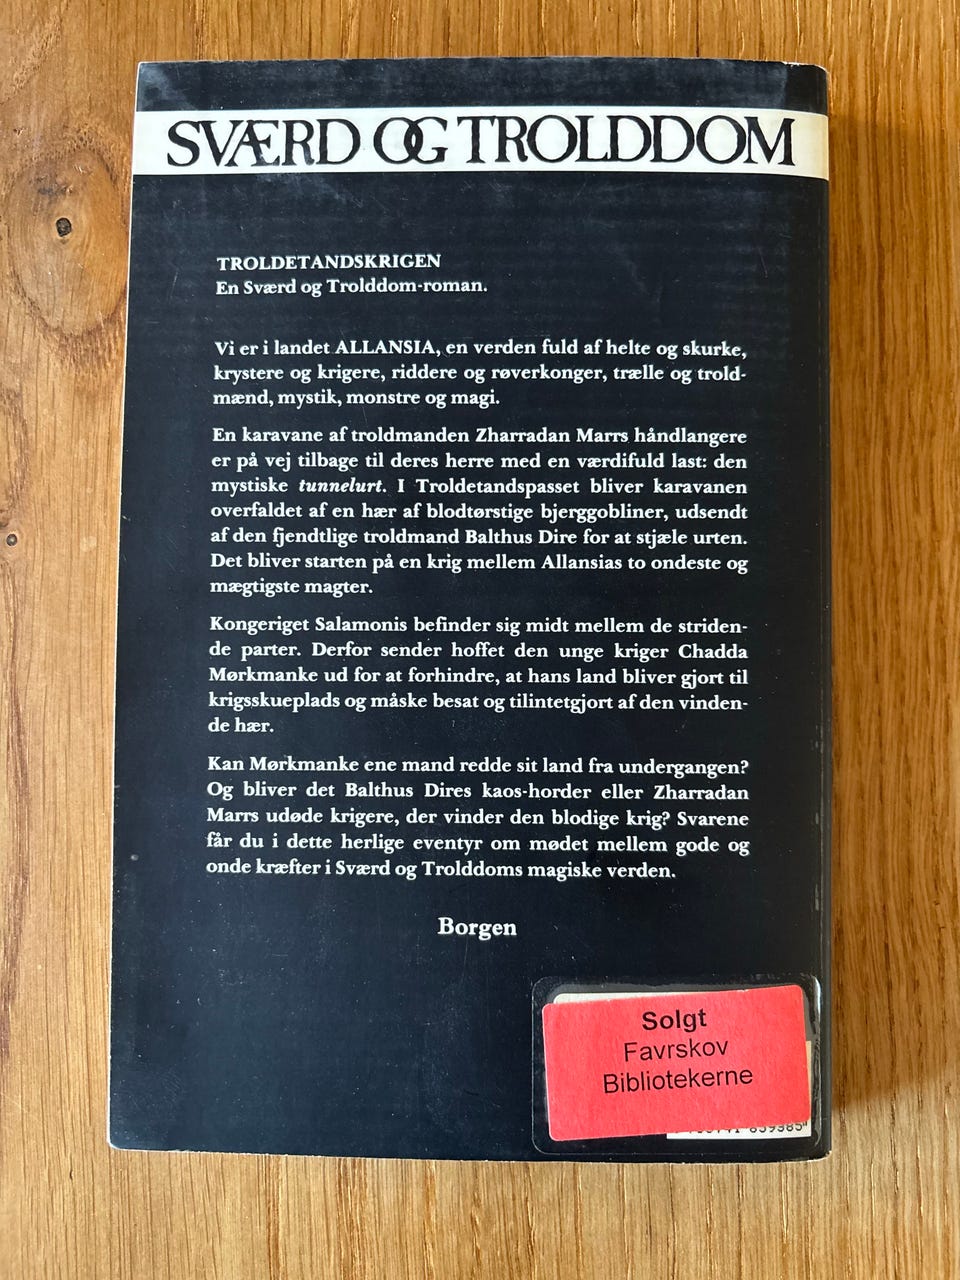 SVÆRD OG TROLDDOM
TROLDETANDSKRIGEN
En Sværd og Trolddom-roman.
Vi er i landet ALLANSIA, en verden fuld af helte og skurke,
krystere og krigere, riddere og røverkonger, trælle og trold-
mænd, mystik, monstre og magi.
En karavane af troldmanden Zharradan Marrs håndlangere
er på vej tilbage til deres herre med en værdifuld last: den
mystiske tunnelurt. I Troldetandspasset bliver karavanen
overfaldet af en hær af blodtørstige bjerggobliner, udsendt
af den fjendtlige troldmand Balthus Dire for at stjæle urten.
Det bliver starten på en krig mellem Allansias to ondeste og
mægtigste magter.
Kongeriget Salamonis befinder sig midt mellem de striden-
de parter. Derfor sender hoffet den unge kriger Chadda
Mørkmanke ud for at forhindre, at hans land bliver gjort til
krigsskueplads og måske besat og tilintetgjort af den vinden-
de hær.
Kan Mørkmanke ene mand redde sit land fra undergangen?
Og bliver det Balthus Dires kaos-horder eller Zharradan
Marrs udøde krigere, der vinder den blodige krig? Svarene
får du i dette herlige eventyr om mødet mellem gode og
onde kræfter i Sværd og Trolddoms magiske verden.
Borgen
Solgt
Favrskov
Bibliotekerne